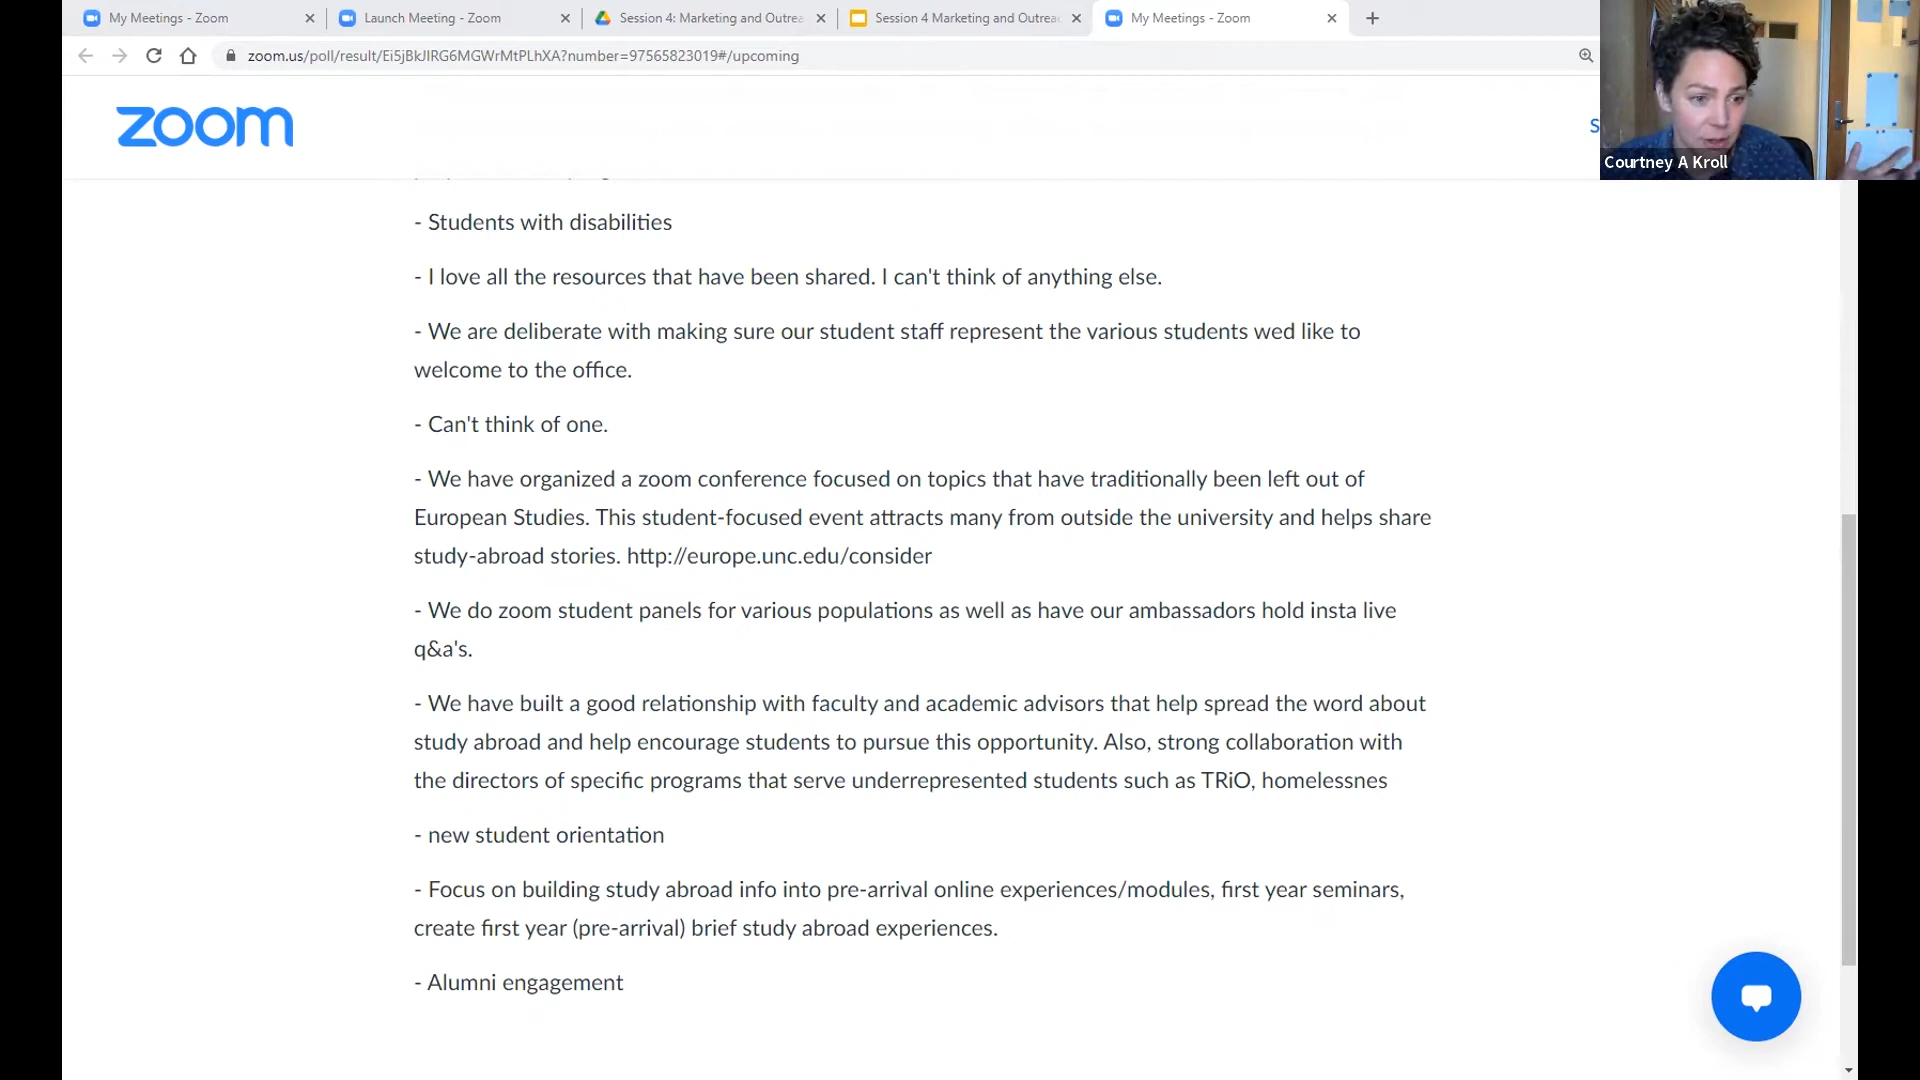 My Meetings - Zoom
Launch Meeting - Zoom
Session 4: Marketing and Outrea
Session 4 Marketing and Outreac
My Meetings - Zoom
zoom.us/poll/result/Ei5jBkJIRG6MGWrMtPLhXA?number=97565823019#/upcoming
zoom
S
Courtney A Kroll
- Students with disabilities
- I love all the resources that have been shared. I can't think of anything else.
- We are deliberate with making sure our student staff represent the various students wed like to
welcome to the office.
- Can't think of one.
- We have organized a zoom conference focused on topics that have traditionally been left out of
European Studies. This student-focused event attracts many from outside the university and helps share
study-abroad stories. http://europe.unc.edu/consider
- We do zoom student panels for various populations as well as have our ambassadors hold insta live
q&a's.
- We have built a good relationship with faculty and academic advisors that help spread the word about
study abroad and help encourage students to pursue this opportunity. Also, strong collaboration with
the directors of specific programs that serve underrepresented students such as TRiO, homelessnes
- new student orientation
- Focus on building study abroad info into pre-arrival online experiences/modules, first year seminars,
create first year (pre-arrival) brief study abroad experiences.
- Alumni engagement